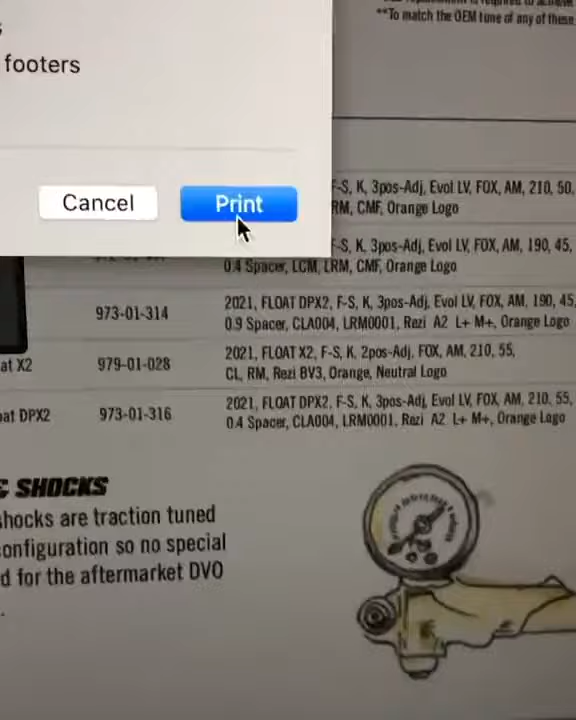 **To match the OEM tune of any of these
footers
Cancel
Print
F-S, K, 3pos-Adj, Evol LV, FOX, AM, 210, 50,
RM, CMF, Orange Logo
F-S, K, 3pos-Adj, Evol LV, FOX, AM, 190, 45,
0.4 Spacer, LCM, LRM, CMF, Orange Logo
973-01-314
2021, FLOAT DPX2, F-S, K, 3pos-Adj, Evol LV, FOX, AM, 190, 45,
0.9 Spacer, CLA004, LRM0001, Rezi A2 L+ M+, Orange Logo
at X2
979-01-028
2021, FLOAT X2, F-S, K, 2pos-Adj, FOX, AM, 210, 55,
CL, RM, Rezi BV3, Orange, Neutral Logo
oat DPX2
973-01-316
2021, FLOAT DPX2, F-S, K, 3pos-Adj, Evol LV, FOX, AM, 210, 55,
0.4 Spacer, CLA004, LRM0001, Rezi A2 L+ M+, Orange Logo
& SHOCKS
shocks are traction tuned
onfiguration so no special
d for the aftermarket DVO